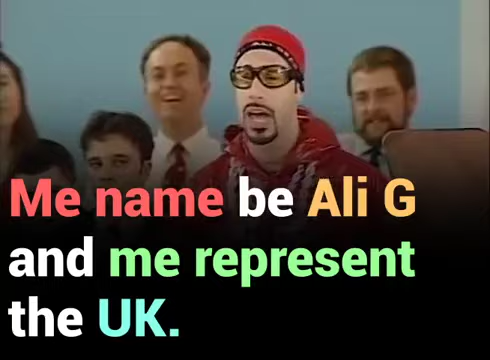 Me name be Ali G
and me represent
the UK.